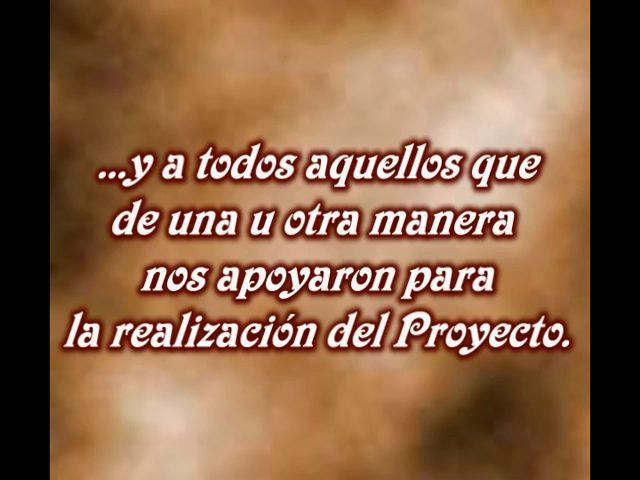 ...y a todos aquellos que
de una u otra manera
nos apoyaron para
la realización del Proyecto.